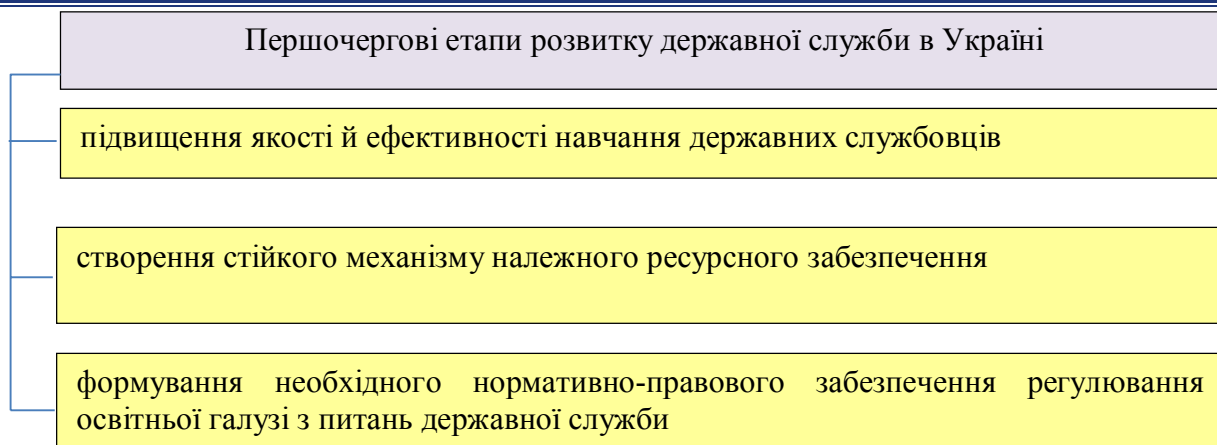 Першочергові етапи розвитку державної служби в Україні
підвищення якості й ефективності навчання державних службовців
створення стійкого механізму належного ресурсного забезпечення
формування необхідного нормативно-правового забезпечення регулювання
освітньої галузі з питань державної служби